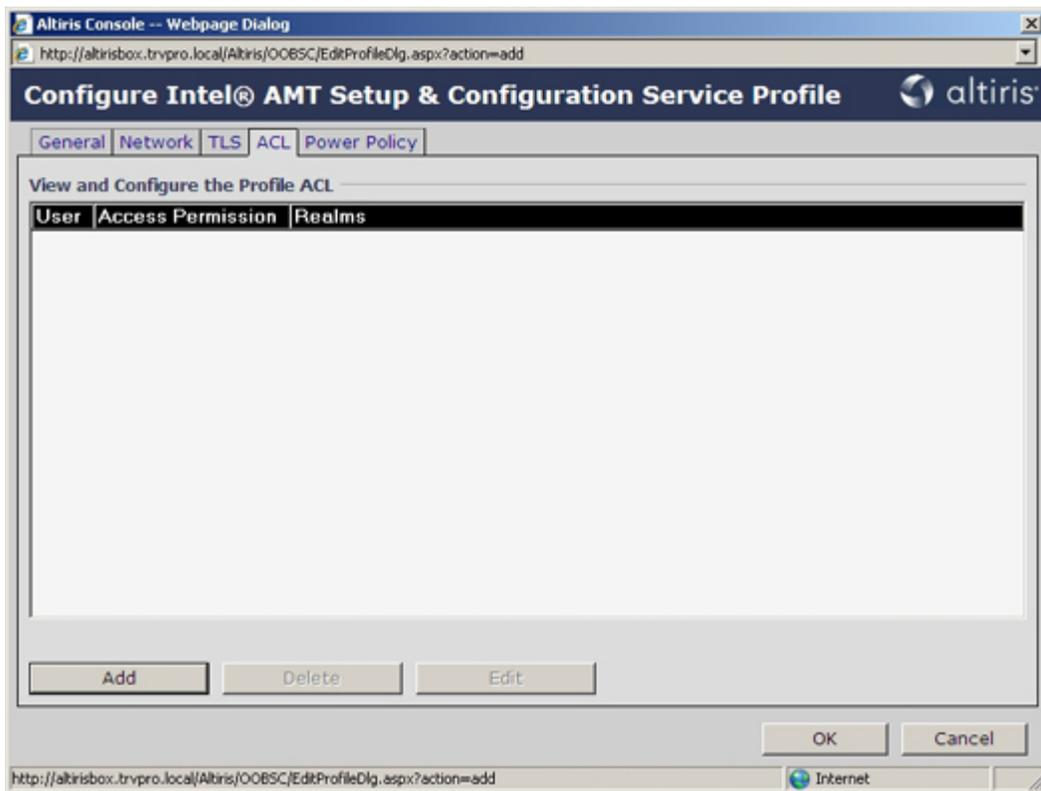 Altiris Console -- Webpage Dialog
http://altirisbox.trvpro.local/Altiris/OOBSC/EditProfileDlg.aspx?action=add
Configure Intel® AMT Setup & Configuration Service Profile
altiris
General Network TLS ACL Power Policy
View and Configure the Profile ACL
User Access Permission Realms
Add Delete Edit
OK Cancel
http://altirisbox.trvpro.local/Altiris/OOBSC/EditProfileDlg.aspx?action=add Internet